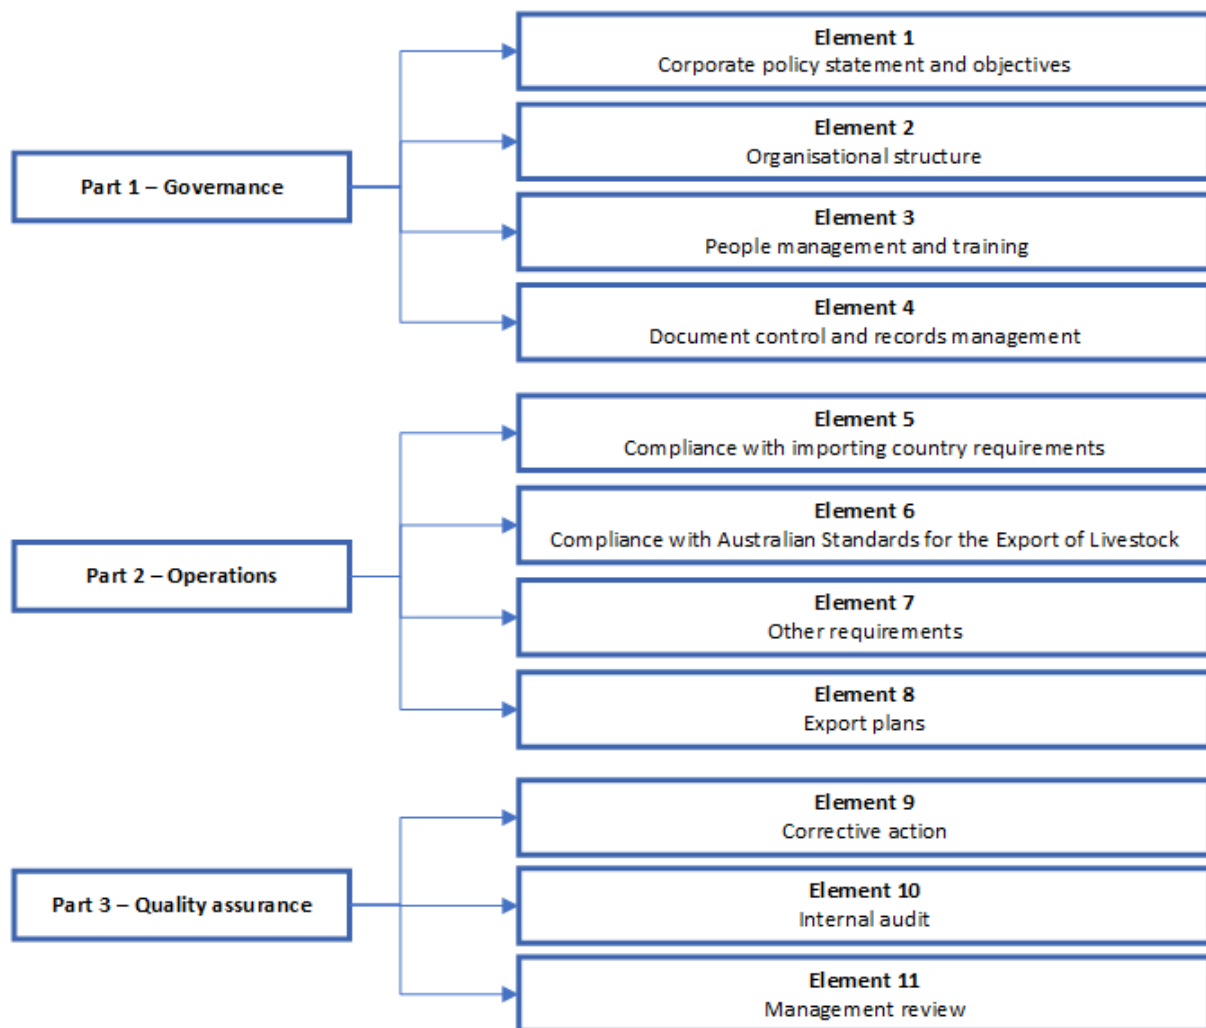 Part 1 – Governance
Element 1
Corporate policy statement and objectives
Element 2
Organisational structure
Element 3
People management and training
Element 4
Document control and records management
Part 2 – Operations
Element 5
Compliance with importing country requirements
Element 6
Compliance with Australian Standards for the Export of Livestock
Element 7
Other requirements
Element 8
Export plans
Part 3 – Quality assurance
Element 9
Corrective action
Element 10
Internal audit
Element 11
Management review